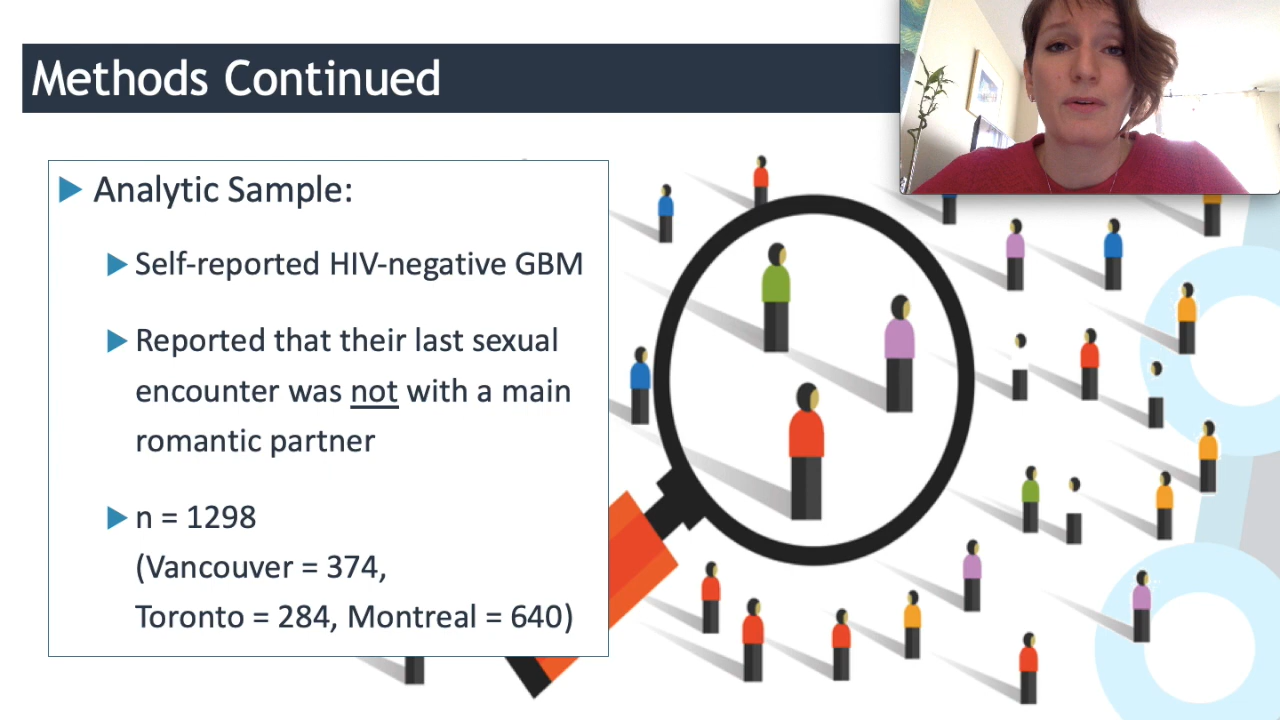 Methods Continued
Analytic Sample:
Self-reported HIV-negative GBM
Reported that their last sexual
encounter was not with a main
romantic partner
n = 1298
(Vancouver = 374,
Toronto = 284, Montreal = 640)